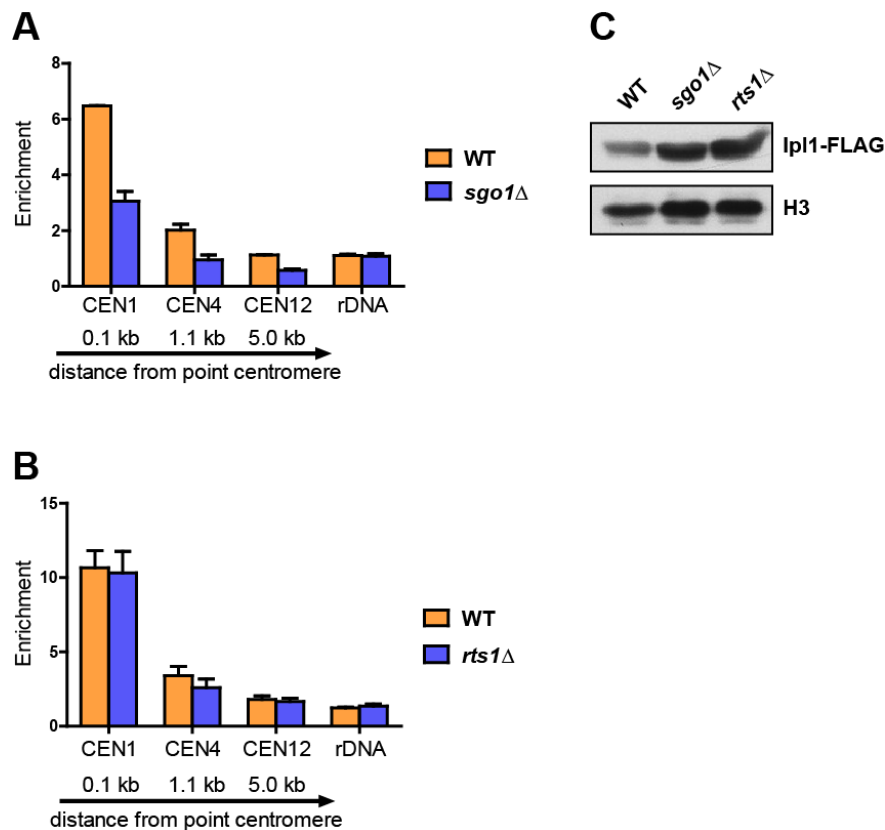 A
8
6
4
2
0
Enrichment
CEN1 CEN4 CEN12 rDNA
0.1 kb 1.1 kb 5.0 kb
distance from point centromere
WT
sgo1Δ
B
15
10
5
0
Enrichment
CEN1 CEN4 CEN12 rDNA
0.1 kb 1.1 kb 5.0 kb
distance from point centromere
WT
rts1Δ
C
WT sgo1Δ rts1Δ
Ipl1-FLAG
H3